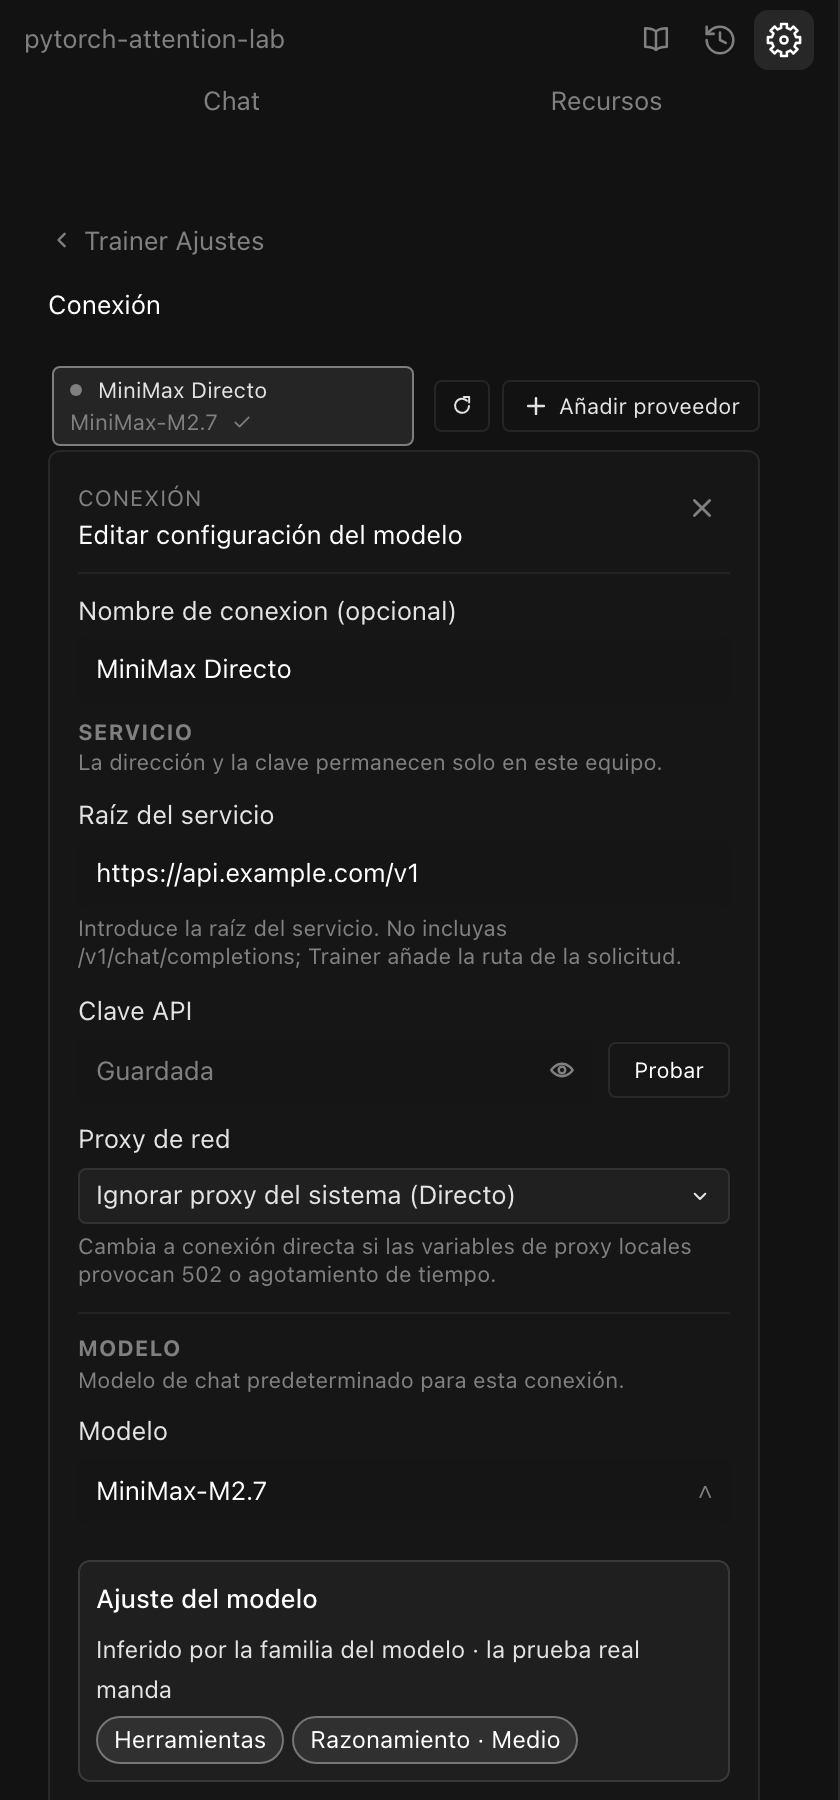 pytorch-attention-lab
Chat
Recursos
Trainer Ajustes
Conexión
MiniMax Directo
MiniMax-M2.7
Añadir proveedor
CONEXIÓN
Editar configuración del modelo
Nombre de conexion (opcional)
MiniMax Directo
SERVICIO
La dirección y la clave permanecen solo en este equipo.
Raíz del servicio
https://api.example.com/v1
Introduce la raíz del servicio. No incluyas
/v1/chat/completions; Trainer añade la ruta de la solicitud.
Clave API
Guardada
Probar
Proxy de red
Ignorar proxy del sistema (Directo)
Cambia a conexión directa si las variables de proxy locales
provocan 502 o agotamiento de tiempo.
MODELO
Modelo de chat predeterminado para esta conexión.
Modelo
MiniMax-M2.7
Ajuste del modelo
Inferido por la familia del modelo · la prueba real
manda
Herramientas
Razonamiento · Medio